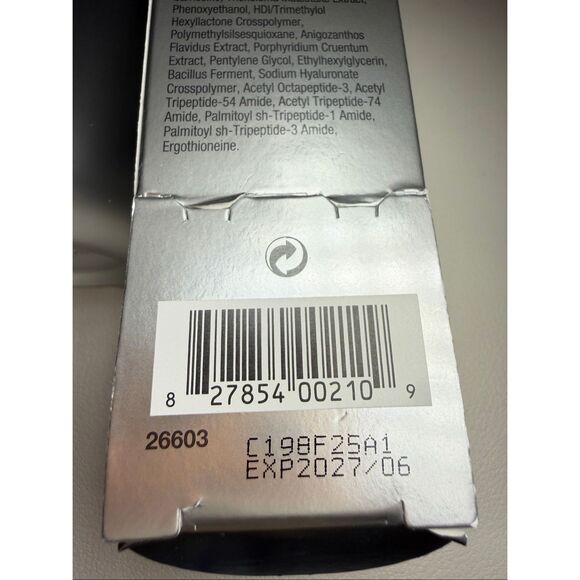 Phenoxyethanol, HDI/Trimethylol
Hexyllactone Crosspolymer,
Polymethylsilsesquioxane, Anigozanthos
Flavidus Extract, Porphyridium Cruentum
Extract, Pentylene Glycol, Ethylhexylglycerin,
Bacillus Ferment, Sodium Hyaluronate
Crosspolymer, Acetyl Octapeptide-3, Acetyl
Tripeptide-54 Amide, Acetyl Tripeptide-74
Amide, Palmitoyl sh-Tripeptide-1 Amide,
Palmitoyl sh-Tripeptide-3 Amide,
Ergothioneine.
8 27854 00210 9
26603 C198F25A1
EXP2027/06